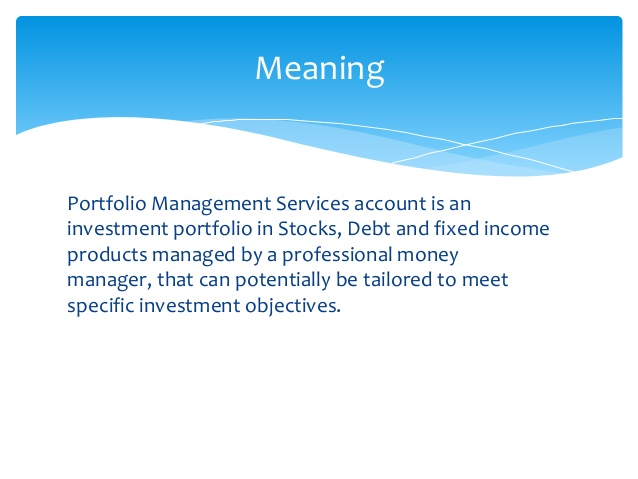 Meaning
Portfolio Management Services account is an
investment portfolio in Stocks, Debt and fixed income
products managed by a professional money
manager, that can potentially be tailored to meet
specific investment objectives.